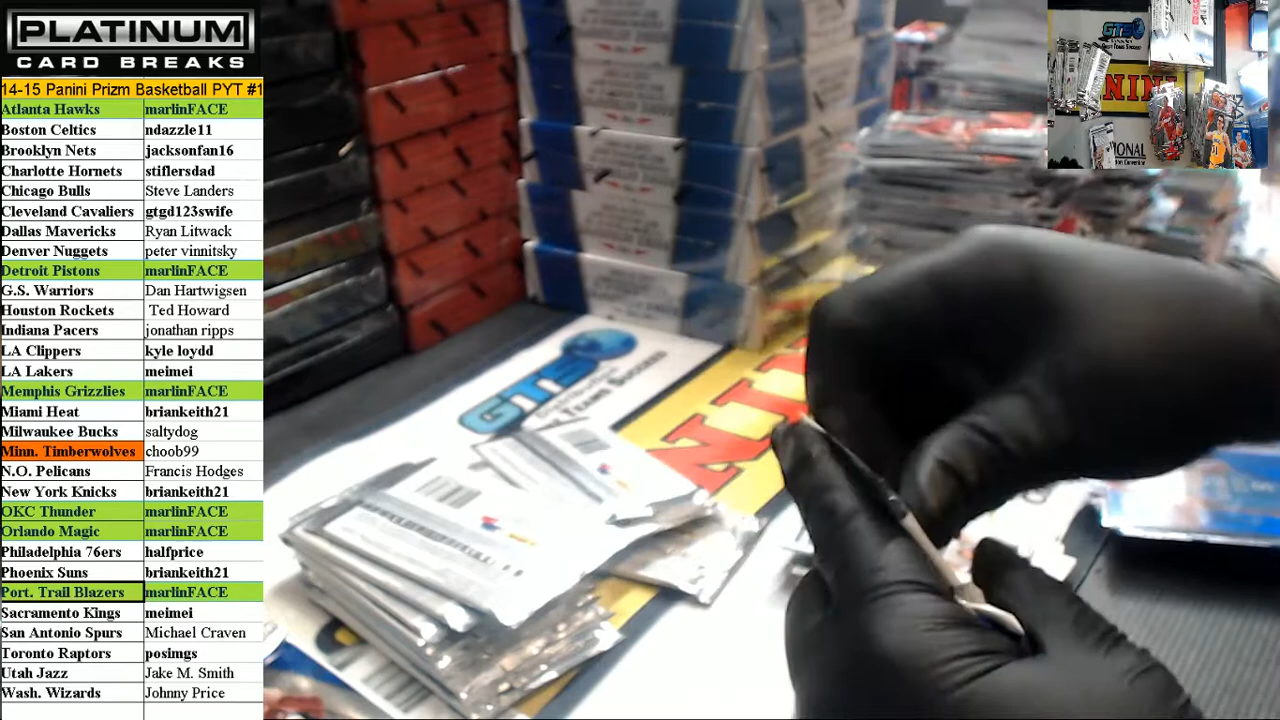 PLATINUM
CARD BREAKS
14-15 Panini Prizm Basketball PYT #1
Atlanta Hawks marlinFACE
Boston Celtics ndazzle11
Brooklyn Nets jacksonfan16
Charlotte Hornets stiflersdad
Chicago Bulls Steve Landers
Cleveland Cavaliers gtgd123swife
Dallas Mavericks Ryan Litwack
Denver Nuggets peter vinnitsky
Detroit Pistons marlinFACE
G.S. Warriors Dan Hartwigsen
Houston Rockets Ted Howard
Indiana Pacers jonathan ripps
LA Clippers kyle loydd
LA Lakers meimei
Memphis Grizzlies marlinFACE
Miami Heat briankeith21
Milwaukee Bucks saltydog
Minn. Timberwolves choob99
N.O. Pelicans Francis Hodges
New York Knicks briankeith21
OKC Thunder marlinFACE
Orlando Magic marlinFACE
Philadelphia 76ers halfprice
Phoenix Suns briankeith21
Port. Trail Blazers marlinFACE
Sacramento Kings meimei
San Antonio Spurs Michael Craven
Toronto Raptors posimgs
Utah Jazz Jake M. Smith
Wash. Wizards Johnny Price
GTS
NI
GTS
NINI
ONAL